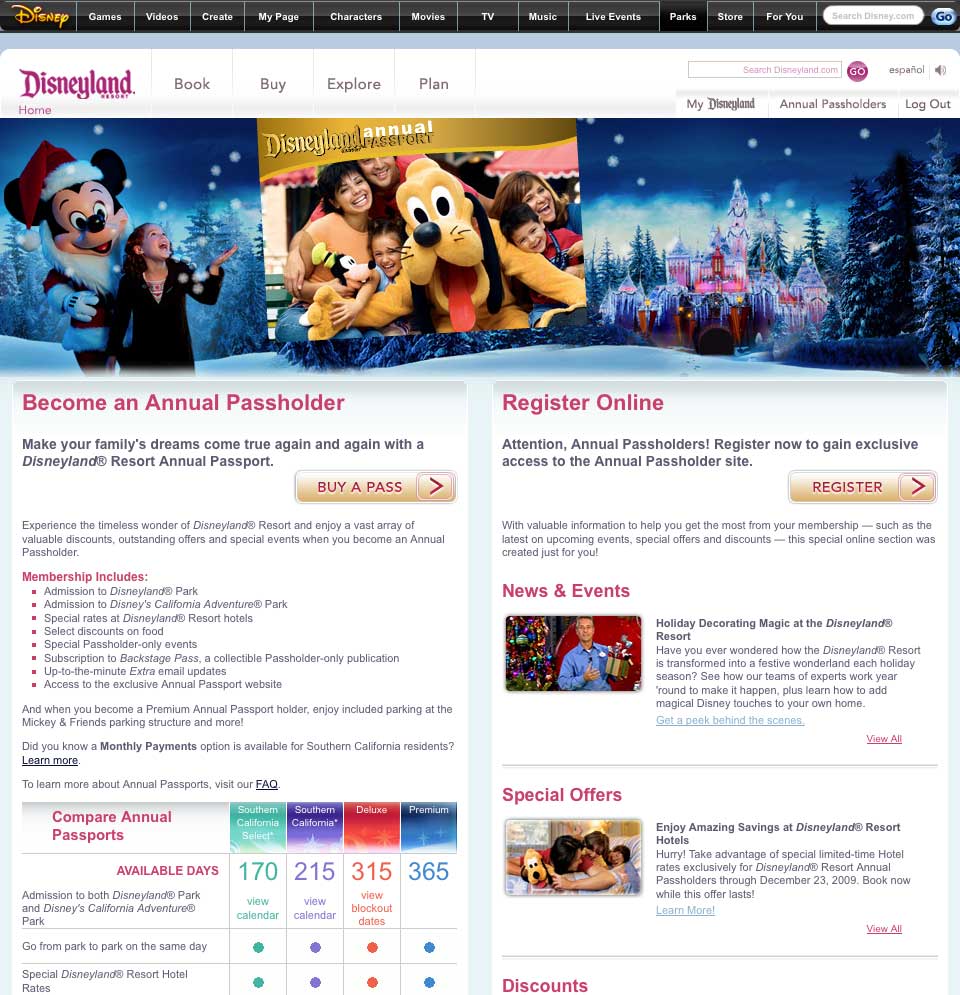 Disney Games Videos Create My Page Characters Movies TV Music Live Events Parks Store For You Search Disney.com Go
Disneyland RESORT
Home
Book Buy Explore Plan
Search Disneyland.com GO español
My Disneyland Annual Passholders Log Out
Disneyland RESORT annual PASSPORT
Become an Annual Passholder
Make your family's dreams come true again and again with a
Disneyland® Resort Annual Passport.
BUY A PASS
Experience the timeless wonder of Disneyland® Resort and enjoy a vast array of
valuable discounts, outstanding offers and special events when you become an Annual
Passholder.
Membership Includes:
Admission to Disneyland® Park
Admission to Disney's California Adventure® Park
Special rates at Disneyland® Resort hotels
Select discounts on food
Special Passholder-only events
Subscription to Backstage Pass, a collectible Passholder-only publication
Up-to-the-minute Extra email updates
Access to the exclusive Annual Passport website
And when you become a Premium Annual Passport holder, enjoy included parking at the
Mickey & Friends parking structure and more!
Did you know a Monthly Payments option is available for Southern California residents?
Learn more.
To learn more about Annual Passports, visit our FAQ.
Compare Annual
Passports
Southern
California
Select*
Southern
California*
Deluxe
Premium
AVAILABLE DAYS 170 215 315 365
Admission to both Disneyland® Park
and Disney's California Adventure®
Park
view
calendar
view
calendar
view
blockout
dates
Go from park to park on the same day
Special Disneyland® Resort Hotel
Rates
Register Online
Attention, Annual Passholders! Register now to gain exclusive
access to the Annual Passholder site.
REGISTER
With valuable information to help you get the most from your membership — such as the
latest on upcoming events, special offers and discounts — this special online section was
created just for you!
News & Events
Holiday Decorating Magic at the Disneyland®
Resort
Have you ever wondered how the Disneyland® Resort
is transformed into a festive wonderland each holiday
season? See how our teams of experts work year
'round to make it happen, plus learn how to add
magical Disney touches to your own home.
Get a peek behind the scenes.
View All
Special Offers
Enjoy Amazing Savings at Disneyland® Resort
Hotels
Hurry! Take advantage of special limited-time Hotel
rates exclusively for Disneyland® Resort Annual
Passholders through December 23, 2009. Book now
while this offer lasts!
Learn More!
View All
Discounts